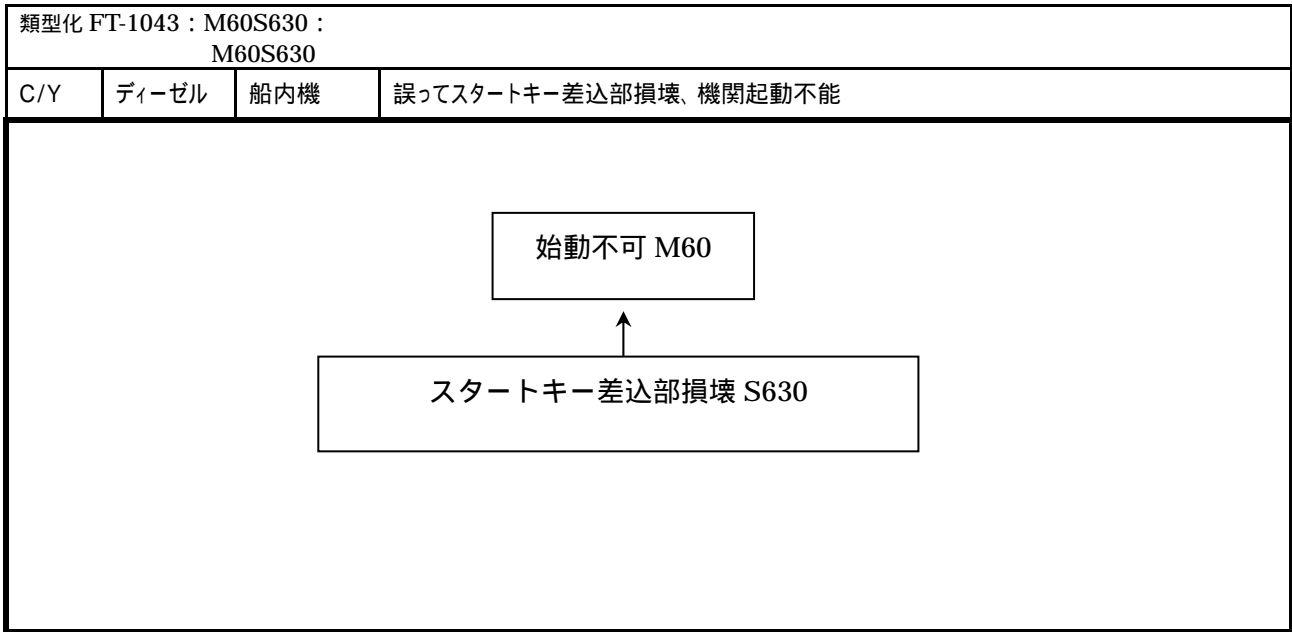 類型化 FT-1043：M60S630：
M60S630
C/Y ディーゼル 船内機 誤ってスタートキー差込部損壊、機関起動不能
始動不可 M60
スタートキー差込部損壊 S630